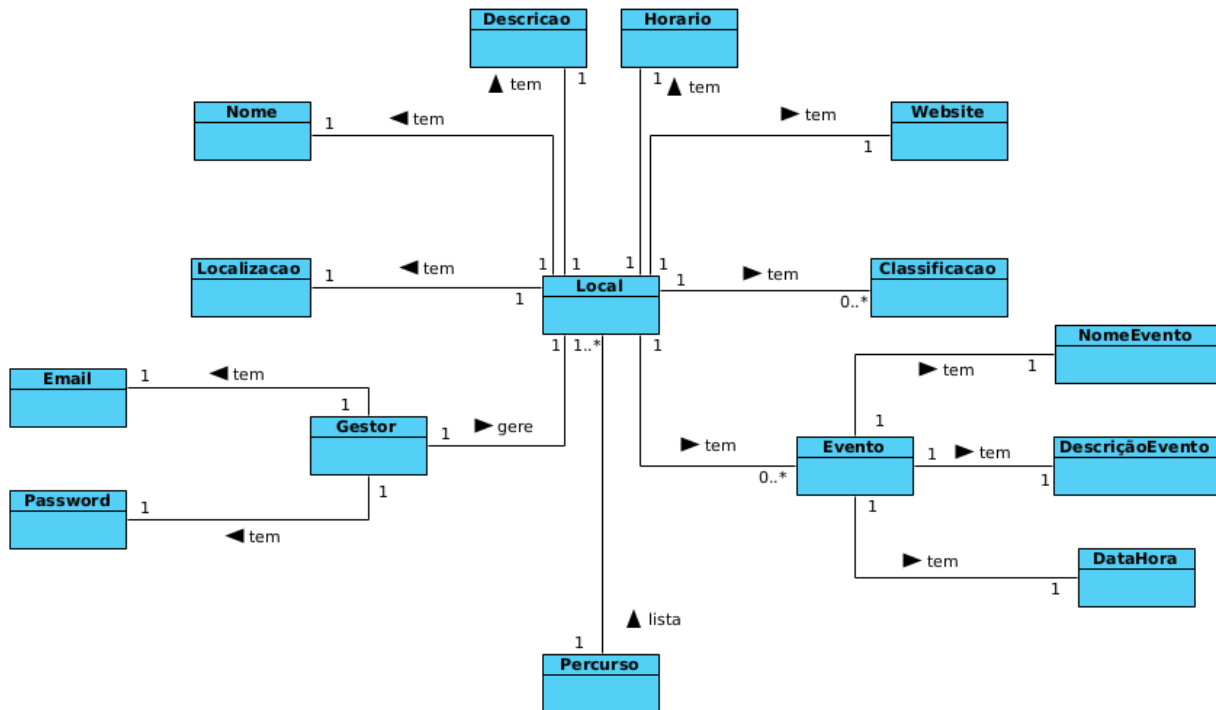 Descricao
Horario
1
tem
1
tem
Nome
1
tem
tem
1
Website
Localizacao
1
tem
1
1
1
1
1
Local
1
tem
0..*
Classificacao
1
1..*
1
NomeEvento
tem
1
Email
1
tem
1
Gestor
1
gere
tem
0..*
1
Evento
1
tem
1
DescriçãoEvento
Password
1
1
tem
1
tem
1
DataHora
lista
1
Percurso